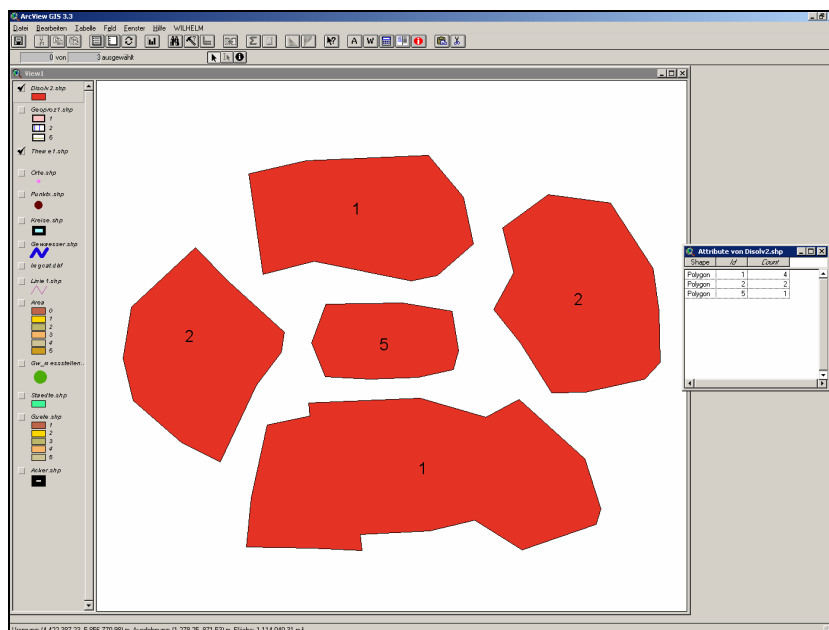 ArcView GIS 3.3
Datei Bearbeiten Tabelle Feld Fenster Hilfe WILHELM
0 von 3 ausgewählt
View1
Disolv2.shp
Geoproz1.shp
1
2
5
Orte.shp
Punkte.shp
Kreise.shp
Gewaesser.shp
Linie1.shp
Area
0
1
2
3
4
5
Staedte.shp
Guete.shp
1
2
3
4
5
Acker.shp
1
2
2
5
1
Attribute von Disolv2.shp
Shape Id Count
Polygon 1 4
Polygon 2 2
Polygon 5 1